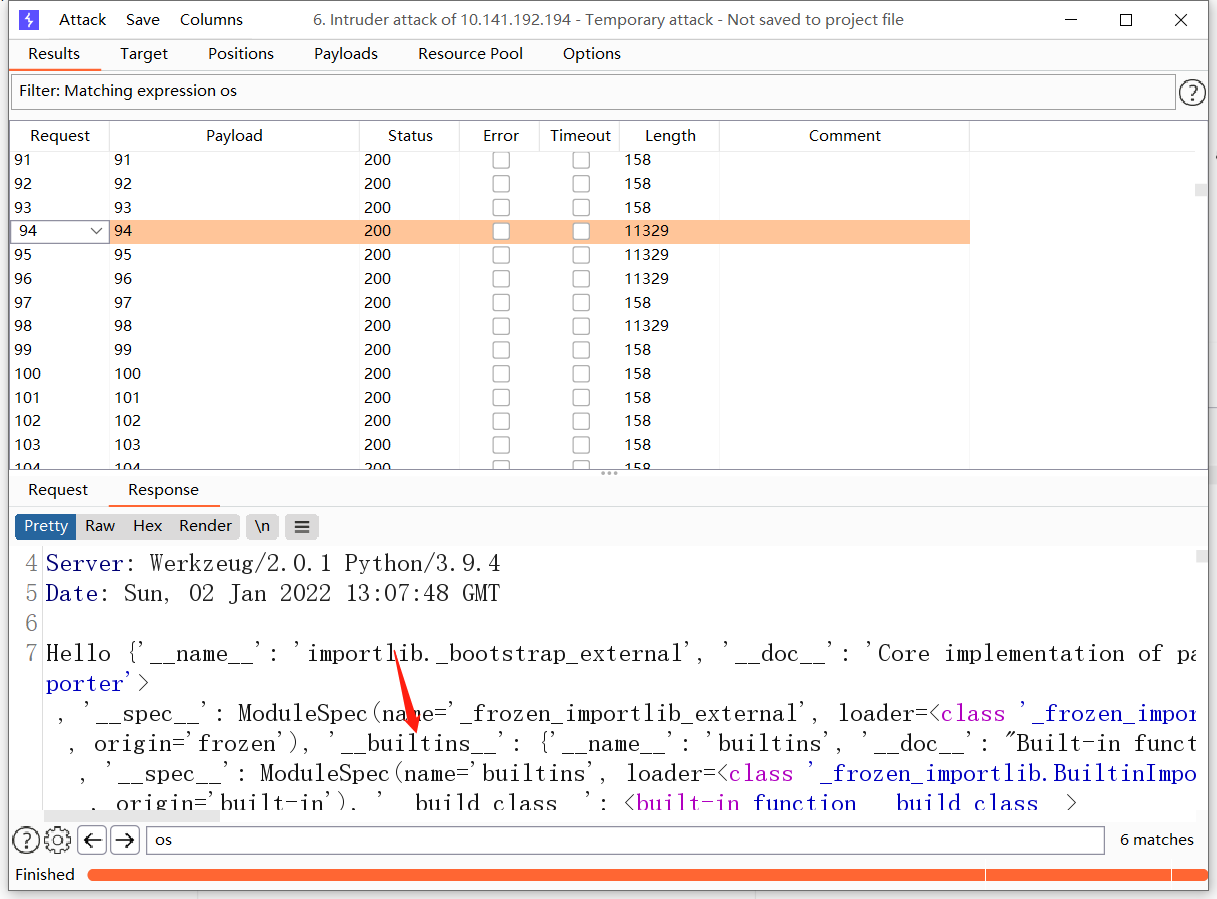 Attack Save Columns 6. Intruder attack of 10.141.192.194 - Temporary attack - Not saved to project file
Results Target Positions Payloads Resource Pool Options
Filter: Matching expression os
Request Payload Status Error Timeout Length Comment
91 91 200 158
92 92 200 158
93 93 200 158
94 94 200 11329
95 95 200 11329
96 96 200 11329
97 97 200 158
98 98 200 11329
99 99 200 158
100 100 200 158
101 101 200 158
102 102 200 158
103 103 200 158
104 104 200 158
Request Response
Pretty Raw Hex Render \n
4 Server: Werkzeug/2.0.1 Python/3.9.4
5 Date: Sun, 02 Jan 2022 13:07:48 GMT
6
7 Hello {'__name__': 'importlib._bootstrap_external', '__doc__': 'Core implementation of pa
porter'>
, '__spec__': ModuleSpec(name='_frozen_importlib_external', loader=<class '_frozen_impor
, origin='frozen'), '__builtins__': {'__name__': 'builtins', '__doc__': "Built-in funct
, '__spec__': ModuleSpec(name='builtins', loader=<class '_frozen_importlib.BuiltinImpo
, origin='built-in'), '__build_class__': <built-in function __build_class__>
os 6 matches
Finished